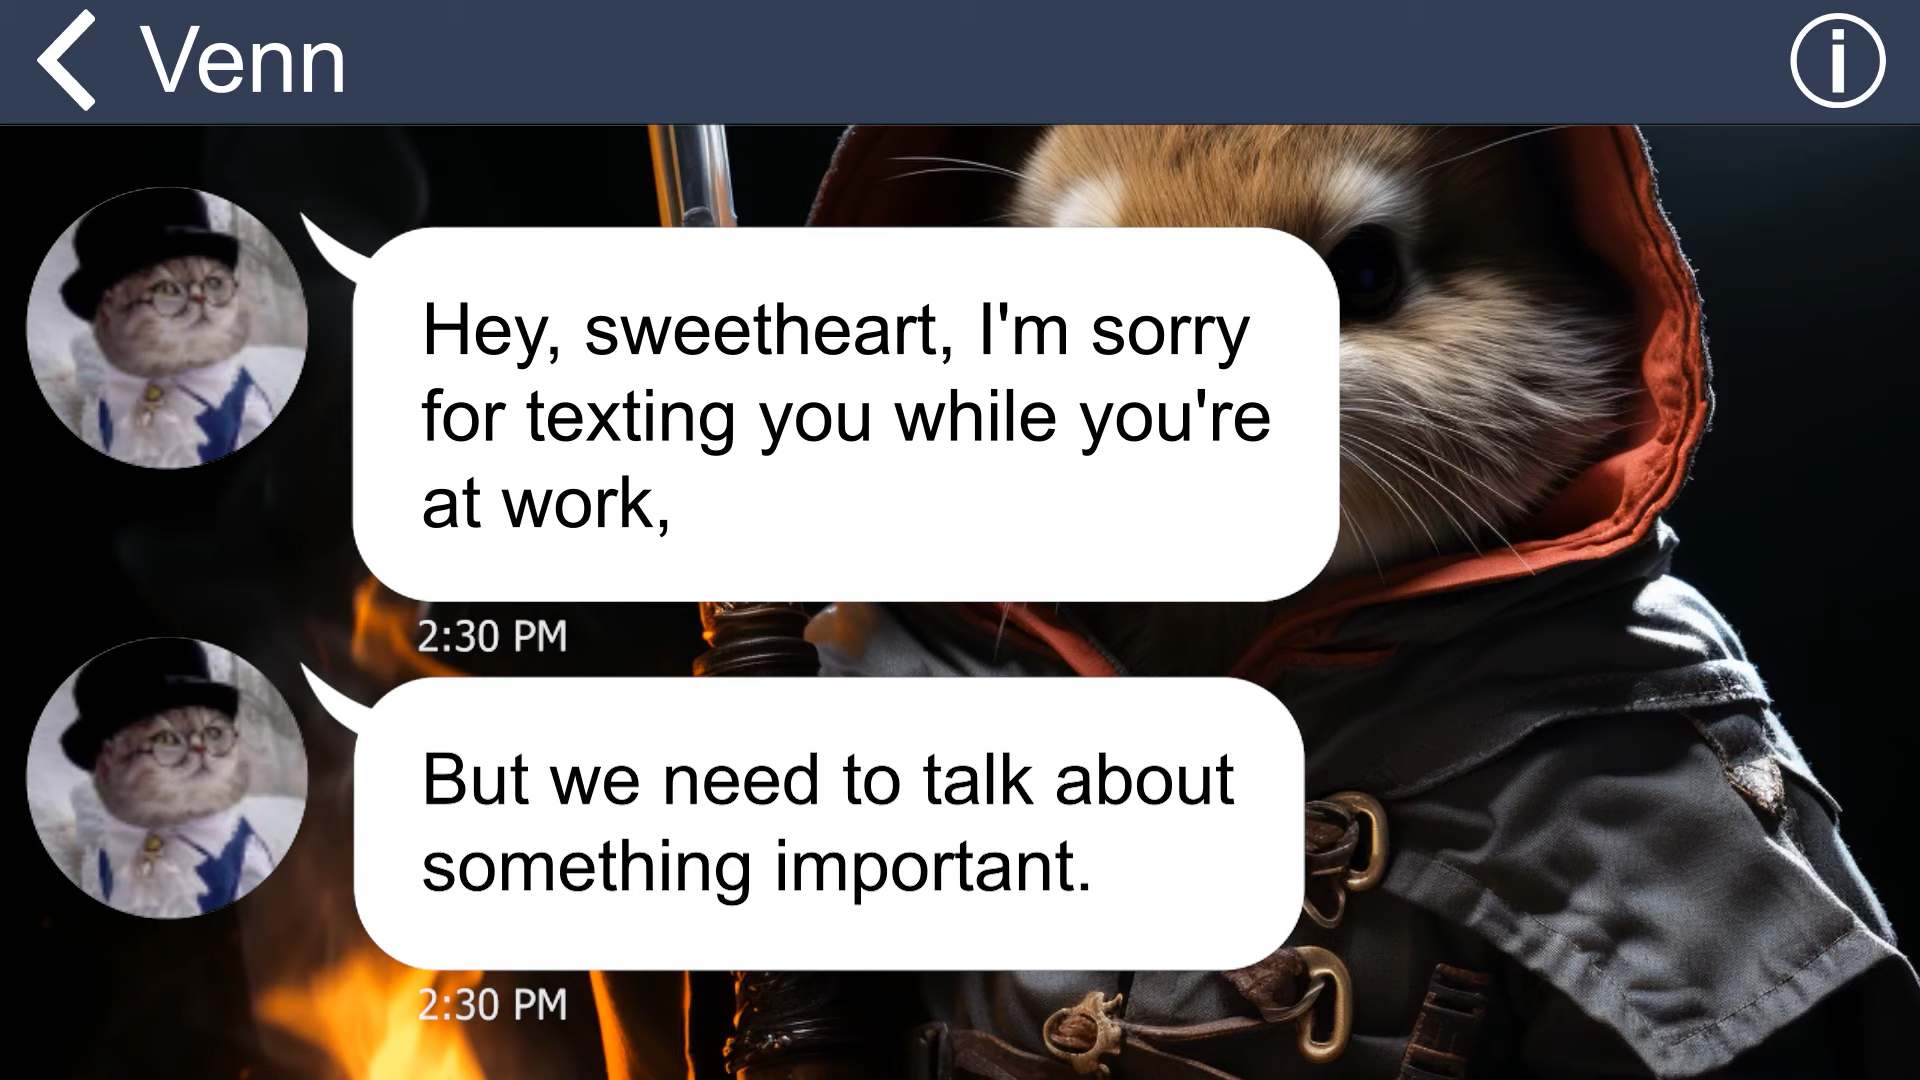 Venn
Hey, sweetheart, I'm sorry
for texting you while you're
at work,
2:30 PM
But we need to talk about
something important.
2:30 PM